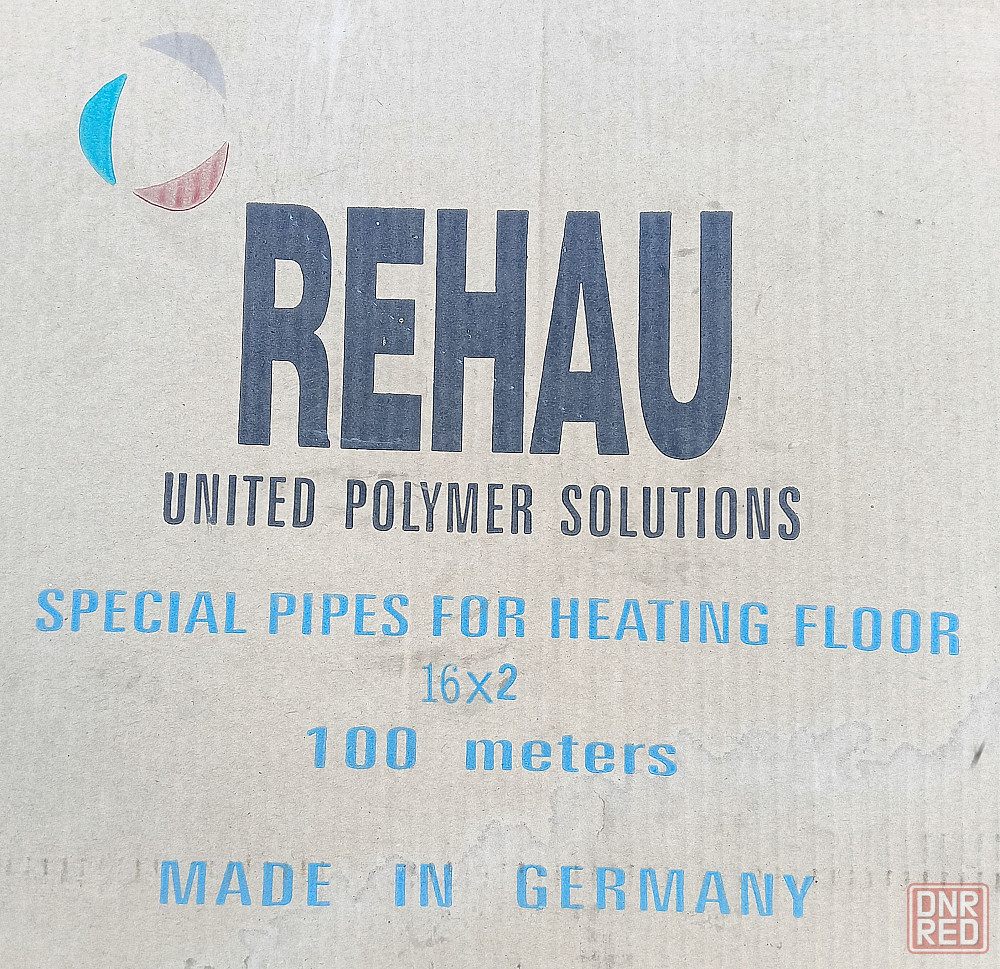 REHAU
UNITED POLYMER SOLUTIONS
SPECIAL PIPES FOR HEATING FLOOR
16x2
100 meters
MADE IN GERMANY
DNR
RED